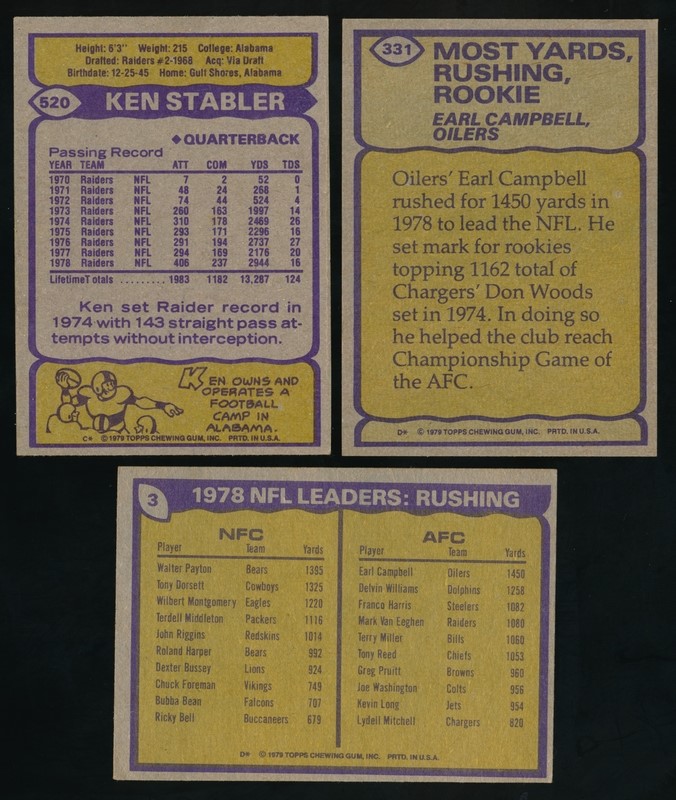 Height: 6'3" Weight: 215 College: Alabama
Drafted: Raiders #2-1968 Acq: Via Draft
Birthdate: 12-25-45 Home: Gulf Shores, Alabama
520 KEN STABLER
◆QUARTERBACK
Passing Record
YEAR TEAM ATT COM YDS TDS
1970 Raiders NFL 7 2 52 0
1971 Raiders NFL 48 24 268 1
1972 Raiders NFL 74 44 524 4
1973 Raiders NFL 260 163 1997 14
1974 Raiders NFL 310 178 2469 26
1975 Raiders NFL 293 171 2296 16
1976 Raiders NFL 291 194 2737 27
1977 Raiders NFL 294 169 2176 20
1978 Raiders NFL 406 237 2944 16
LifetimeT otals ......... 1983 1182 13,287 124
Ken set Raider record in
1974 with 143 straight pass at-
tempts without interception.
KEN OWNS AND
OPERATES A
FOOTBALL
CAMP IN
ALABAMA.
C* © 1979 TOPPS CHEWING GUM, INC. PRTD. IN U.S.A.
331 MOST YARDS,
RUSHING,
ROOKIE
EARL CAMPBELL,
OILERS
Oilers' Earl Campbell
rushed for 1450 yards in
1978 to lead the NFL. He
set mark for rookies
topping 1162 total of
Chargers' Don Woods
set in 1974. In doing so
he helped the club reach
Championship Game of
the AFC.
D* © 1979 TOPPS CHEWING GUM, INC. PRTD. IN U.S.A.
3 1978 NFL LEADERS: RUSHING
NFC
Player Team Yards
Walter Payton Bears 1395
Tony Dorsett Cowboys 1325
Wilbert Montgomery Eagles 1220
Terdell Middleton Packers 1116
John Riggins Redskins 1014
Roland Harper Bears 992
Dexter Bussey Lions 924
Chuck Foreman Vikings 749
Bubba Bean Falcons 707
Ricky Bell Buccaneers 679
AFC
Player Team Yards
Earl Campbell Oilers 1450
Delvin Williams Dolphins 1258
Franco Harris Steelers 1082
Mark Van Eeghen Raiders 1080
Terry Miller Bills 1060
Tony Reed Chiefs 1053
Greg Pruitt Browns 960
Joe Washington Colts 956
Kevin Long Jets 954
Lydell Mitchell Chargers 820
D* © 1979 TOPPS CHEWING GUM, INC. PRTD. IN U.S.A.